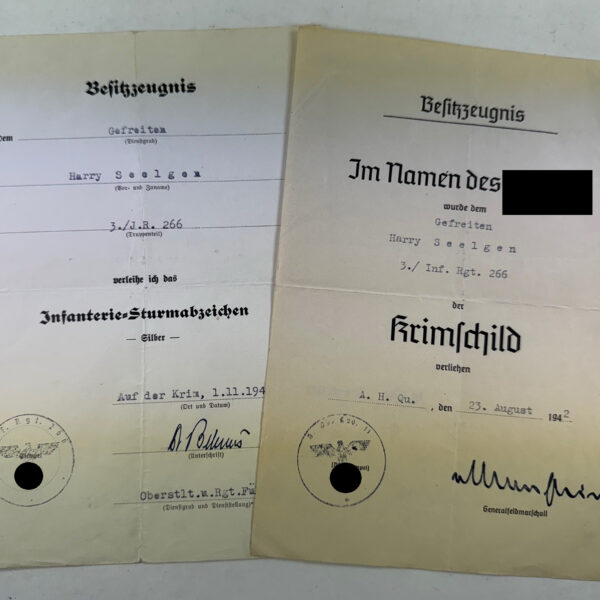 Besitzzeugnis
dem Gefreiten
(Dienstgrad)
Harry Seelgen
(Vor- und Zuname)
3./J.R. 266
(Truppenteil)
verleihe ich das
Infanterie-Sturmabzeichen
— Silber —
Auf der Krim, 1.11.194
(Ort und Datum)
(Unterschrift)
Oberstlt.u.Rgt.Fü
(Dienstgrad und Dienststellung)
Rgt. 266
Besitzzeugnis
Im Namen des
wurde dem
Gefreiten
Harry Seelgen
3./ Inf. Rgt. 266
der
Krimschild
verliehen
A. H. Qu. , den 23. August 1942
Generalfeldmarschall